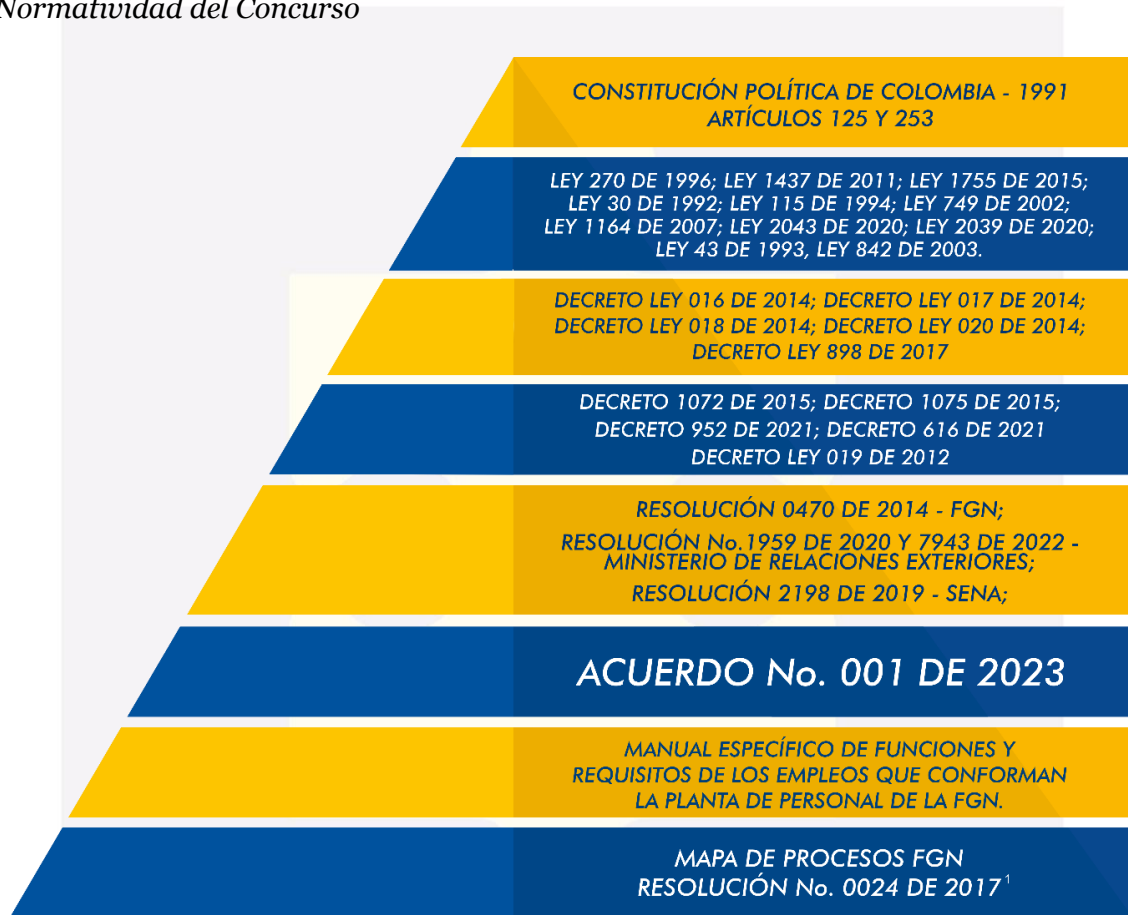 Normatividad del Concurso
CONSTITUCIÓN POLÍTICA DE COLOMBIA - 1991
ARTÍCULOS 125 Y 253
LEY 270 DE 1996; LEY 1437 DE 2011; LEY 1755 DE 2015;
LEY 30 DE 1992; LEY 115 DE 1994; LEY 749 DE 2002;
LEY 1164 DE 2007; LEY 2043 DE 2020; LEY 2039 DE 2020;
LEY 43 DE 1993, LEY 842 DE 2003.
DECRETO LEY 016 DE 2014; DECRETO LEY 017 DE 2014;
DECRETO LEY 018 DE 2014; DECRETO LEY 020 DE 2014;
DECRETO LEY 898 DE 2017
DECRETO 1072 DE 2015; DECRETO 1075 DE 2015;
DECRETO 952 DE 2021; DECRETO 616 DE 2021
DECRETO LEY 019 DE 2012
RESOLUCIÓN 0470 DE 2014 - FGN;
RESOLUCIÓN No.1959 DE 2020 Y 7943 DE 2022 -
MINISTERIO DE RELACIONES EXTERIORES;
RESOLUCIÓN 2198 DE 2019 - SENA;
ACUERDO No. 001 DE 2023
MANUAL ESPECÍFICO DE FUNCIONES Y
REQUISITOS DE LOS EMPLEOS QUE CONFORMAN
LA PLANTA DE PERSONAL DE LA FGN.
MAPA DE PROCESOS FGN
RESOLUCIÓN No. 0024 DE 2017¹